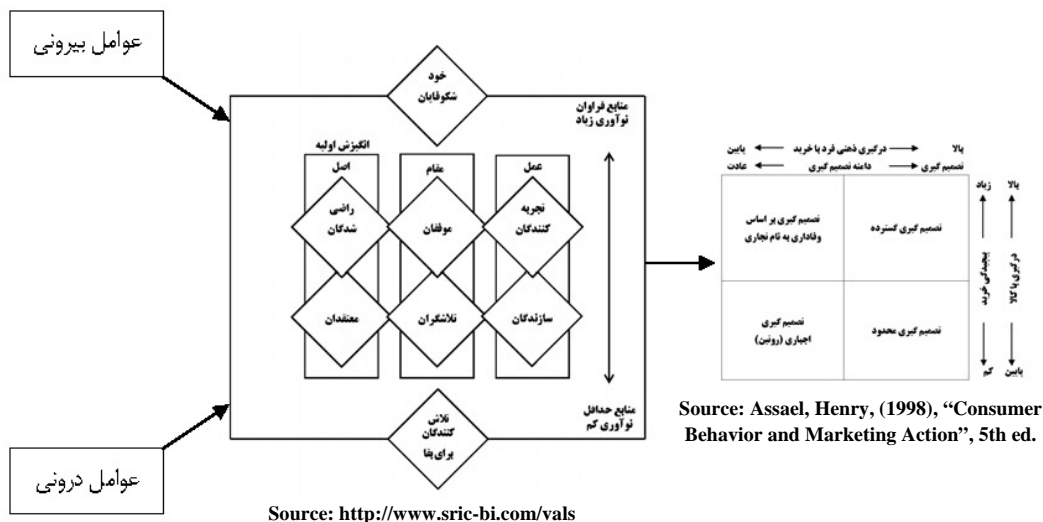 عوامل بیرونی
خود
شکوفایان
منابع فراوان
نوآوری زیاد
انگیزش اولیه
اصل
مقام
عمل
راضی
شدگان
موفقان
تجربه
کنندگان
معتقدان
تلاشگران
سازندگان
منابع حداقل
نوآوری کم
تلاش
کنندگان
برای بقا
عوامل درونی
Source: http://www.sric-bi.com/vals
بالا
درگیری ذهنی فرد با خرید
پایین
تصمیم گیری
دامنه تصمیم گیری
عادت
زیاد
بالا
تصمیم گیری بر اساس
وفاداری به نام تجاری
تصمیم گیری گسترده
پیچیدگی خرید
درگیری با کالا
تصمیم گیری
اجباری (روتین)
تصمیم گیری محدود
کم
پایین
Source: Assael, Henry, (1998), “Consumer
Behavior and Marketing Action”, 5th ed.